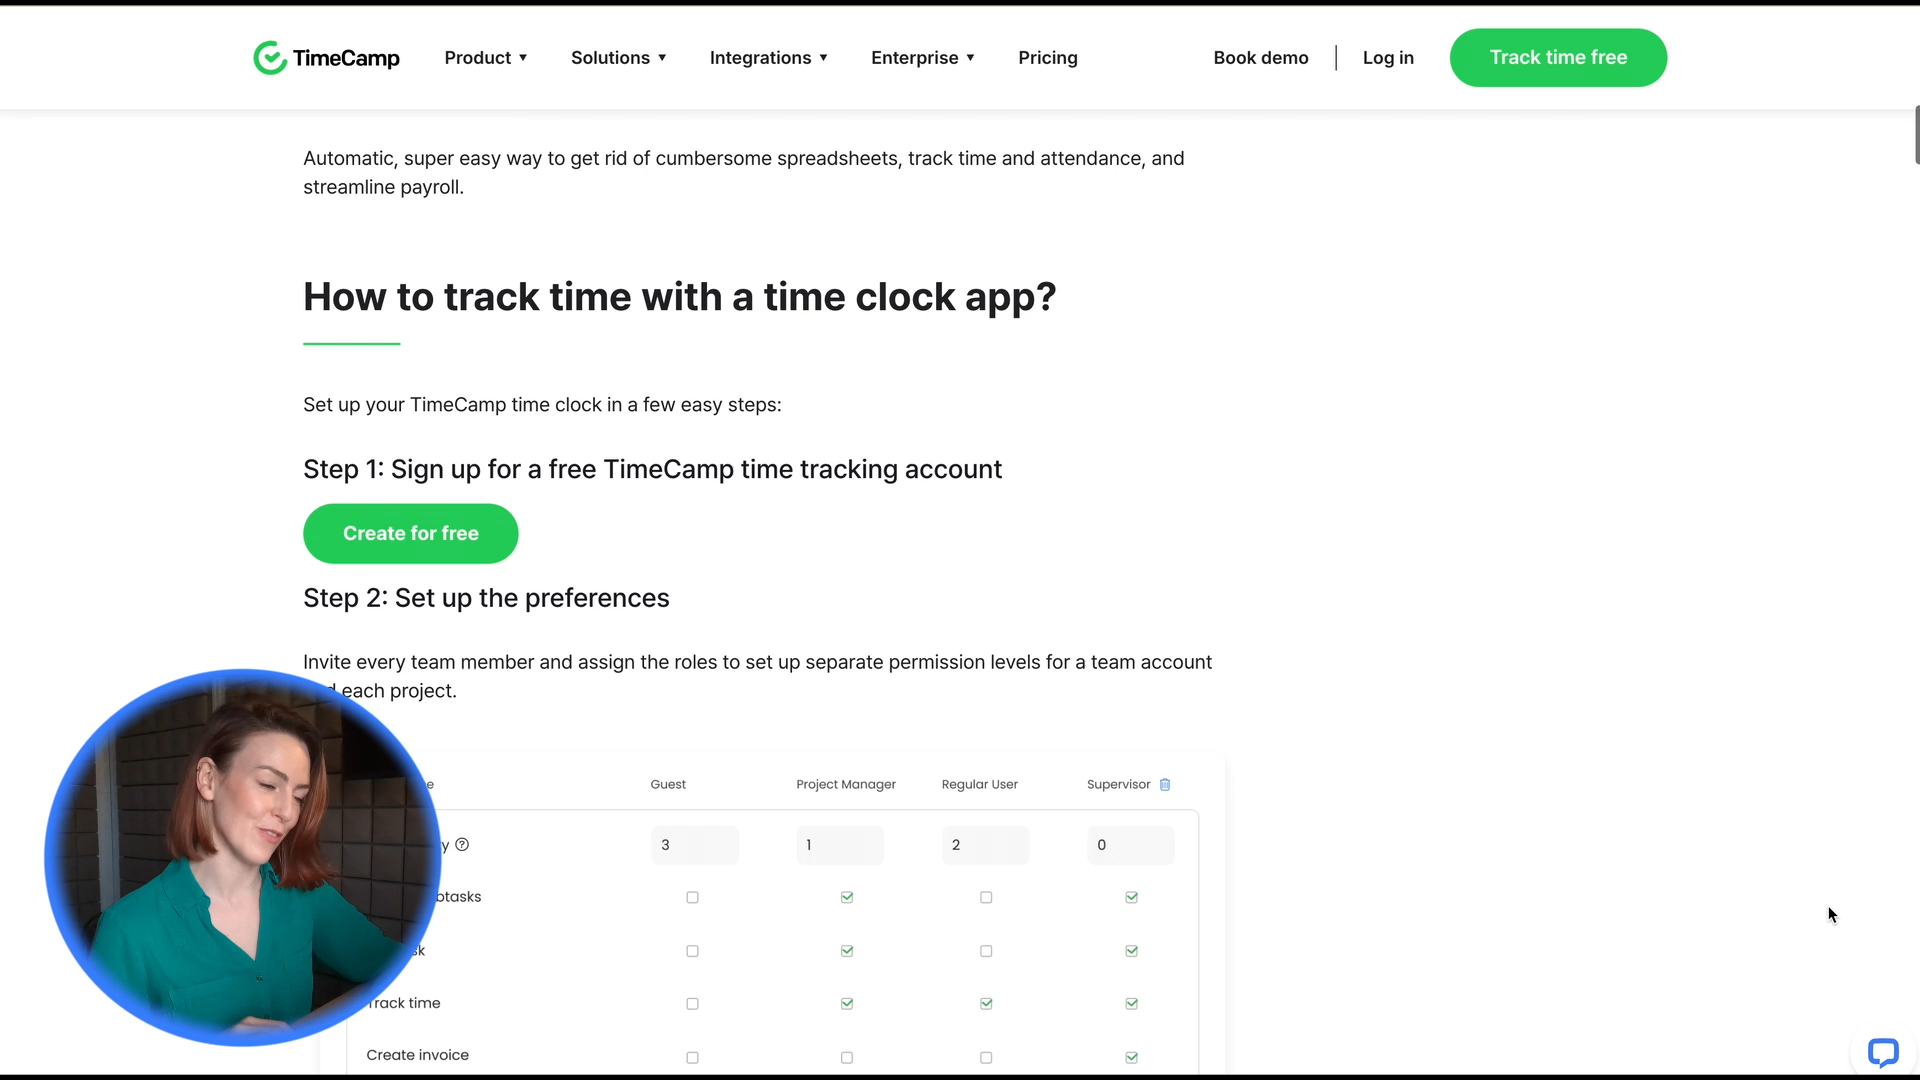 TimeCamp Product ▼ Solutions ▼ Integrations ▼ Enterprise ▼ Pricing Book demo Log in Track time free
Automatic, super easy way to get rid of cumbersome spreadsheets, track time and attendance, and
streamline payroll.
How to track time with a time clock app?
Set up your TimeCamp time clock in a few easy steps:
Step 1: Sign up for a free TimeCamp time tracking account
Create for free
Step 2: Set up the preferences
Invite every team member and assign the roles to set up separate permission levels for a team account
each project.
Guest Project Manager Regular User Supervisor
3 1 2 0
Track time
Create invoice